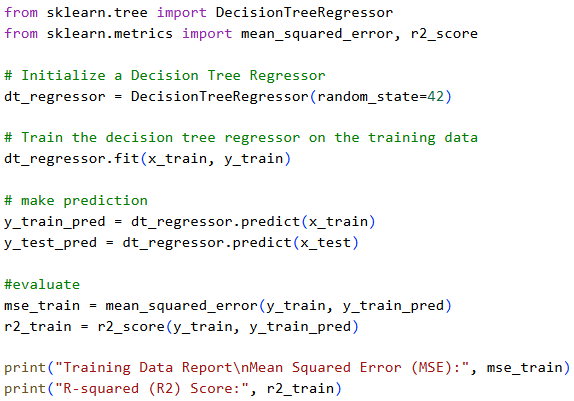 from sklearn.tree import DecisionTreeRegressor
from sklearn.metrics import mean_squared_error, r2_score
# Initialize a Decision Tree Regressor
dt_regressor = DecisionTreeRegressor(random_state=42)
# Train the decision tree regressor on the training data
dt_regressor.fit(x_train, y_train)
# make prediction
y_train_pred = dt_regressor.predict(x_train)
y_test_pred = dt_regressor.predict(x_test)
#evaluate
mse_train = mean_squared_error(y_train, y_train_pred)
r2_train = r2_score(y_train, y_train_pred)
print("Training Data Report\nMean Squared Error (MSE):", mse_train)
print("R-squared (R2) Score:", r2_train)